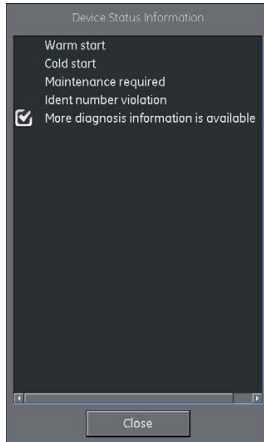 Device Status Information
Warm start
Cold start
Maintenance required
Ident number violation
More diagnosis information is available
Close